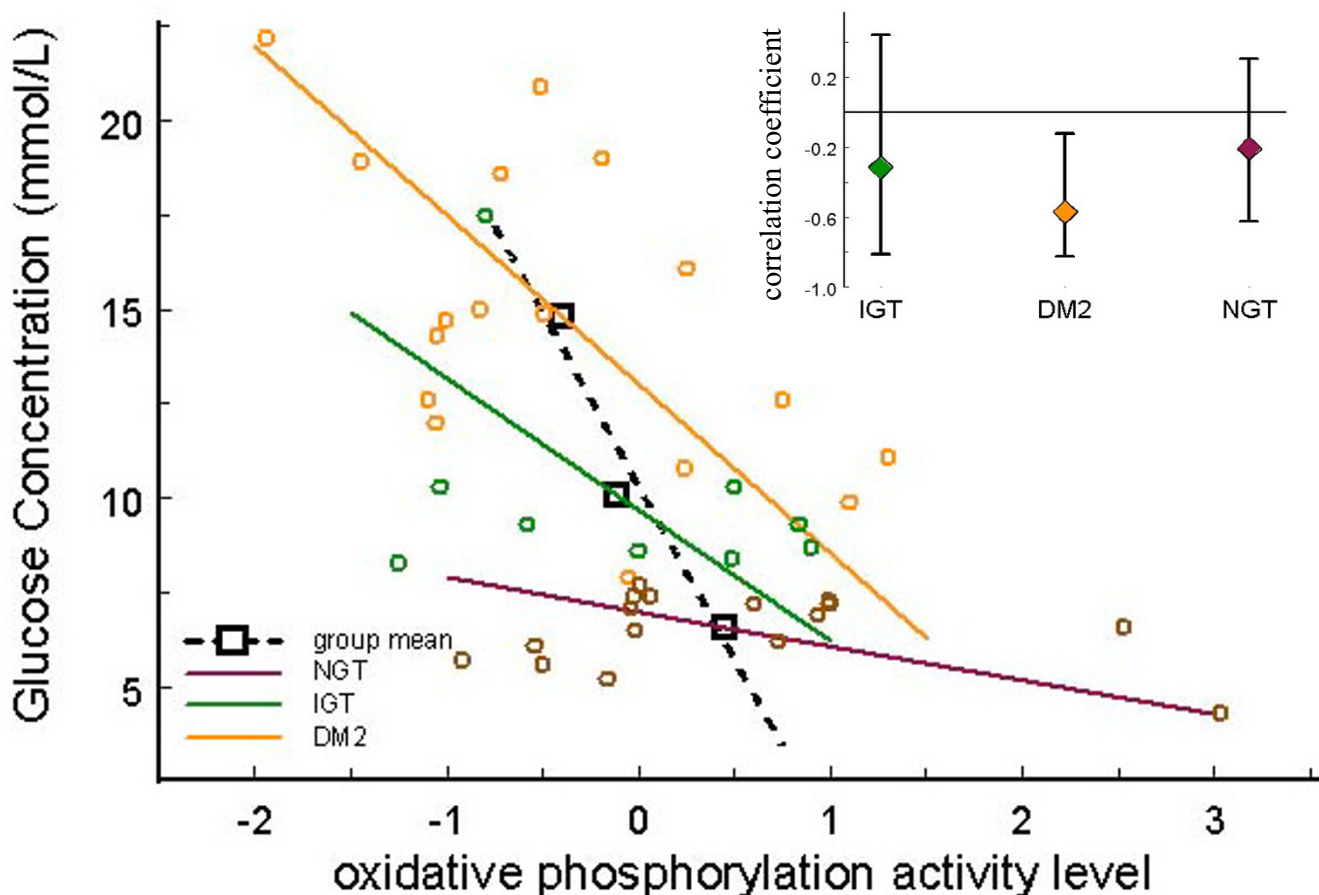 Glucose Concentration (mmol/L)
20
15
10
5
group mean
NGT
IGT
DM2
-2
-1
0
1
2
3
oxidative phosphorylation activity level
correlation coefficient
0.2
-0.2
-0.6
-1.0
IGT
DM2
NGT